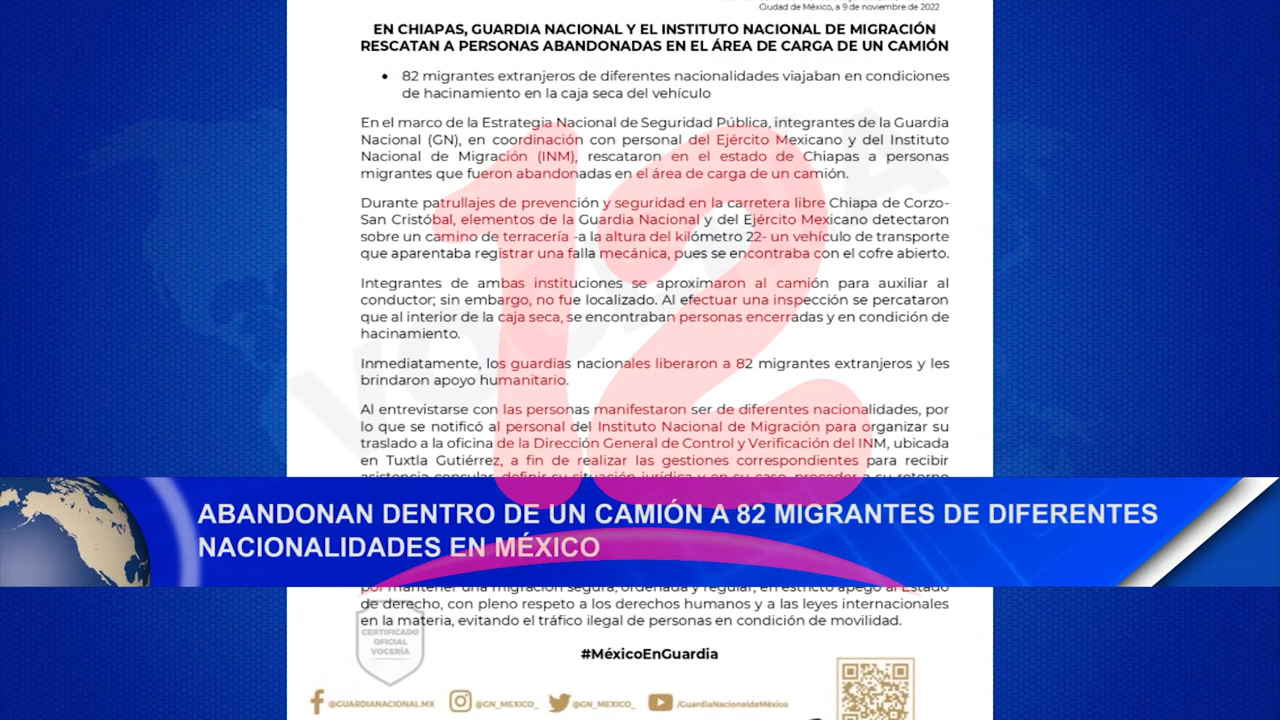 Ciudad de México, a 9 de noviembre de 2022
EN CHIAPAS, GUARDIA NACIONAL Y EL INSTITUTO NACIONAL DE MIGRACIÓN
RESCATAN A PERSONAS ABANDONADAS EN EL ÁREA DE CARGA DE UN CAMIÓN
• 82 migrantes extranjeros de diferentes nacionalidades viajaban en condiciones
de hacinamiento en la caja seca del vehículo
En el marco de la Estrategia Nacional de Seguridad Pública, integrantes de la Guardia
Nacional (GN), en coordinación con personal del Ejército Mexicano y del Instituto
Nacional de Migración (INM), rescataron en el estado de Chiapas a personas
migrantes que fueron abandonadas en el área de carga de un camión.
Durante patrullajes de prevención y seguridad en la carretera libre Chiapa de Corzo-
San Cristóbal, elementos de la Guardia Nacional y del Ejército Mexicano detectaron
sobre un camino de terracería -a la altura del kilómetro 22- un vehículo de transporte
que aparentaba registrar una falla mecánica, pues se encontraba con el cofre abierto.
Integrantes de ambas instituciones se aproximaron al camión para auxiliar al
conductor; sin embargo, no fue localizado. Al efectuar una inspección se percataron
que al interior de la caja seca, se encontraban personas encerradas y en condición de
hacinamiento.
Inmediatamente, los guardias nacionales liberaron a 82 migrantes extranjeros y les
brindaron apoyo humanitario.
Al entrevistarse con las personas manifestaron ser de diferentes nacionalidades, por
lo que se notificó al personal del Instituto Nacional de Migración para organizar su
traslado a la oficina de la Dirección General de Control y Verificación del INM, ubicada
en Tuxtla Gutiérrez, a fin de realizar las gestiones correspondientes para recibir
asistencia consular, definir su situación jurídica y en su caso, proceder a su retorno
12
ABANDONAN DENTRO DE UN CAMIÓN A 82 MIGRANTES DE DIFERENTES
NACIONALIDADES EN MÉXICO
por mantener una migración segura, ordenada y regular, en estricto apego al Estado
de derecho, con pleno respeto a los derechos humanos y a las leyes internacionales
en la materia, evitando el tráfico ilegal de personas en condición de movilidad.
CERTIFICADO
OFICIAL
VOCERÍA
#MéxicoEnGuardia
@GUARDIANACIONAL.MX @GN_MEXICO_ @GN_MEXICO_ /GuardiaNacionaldeMéxico